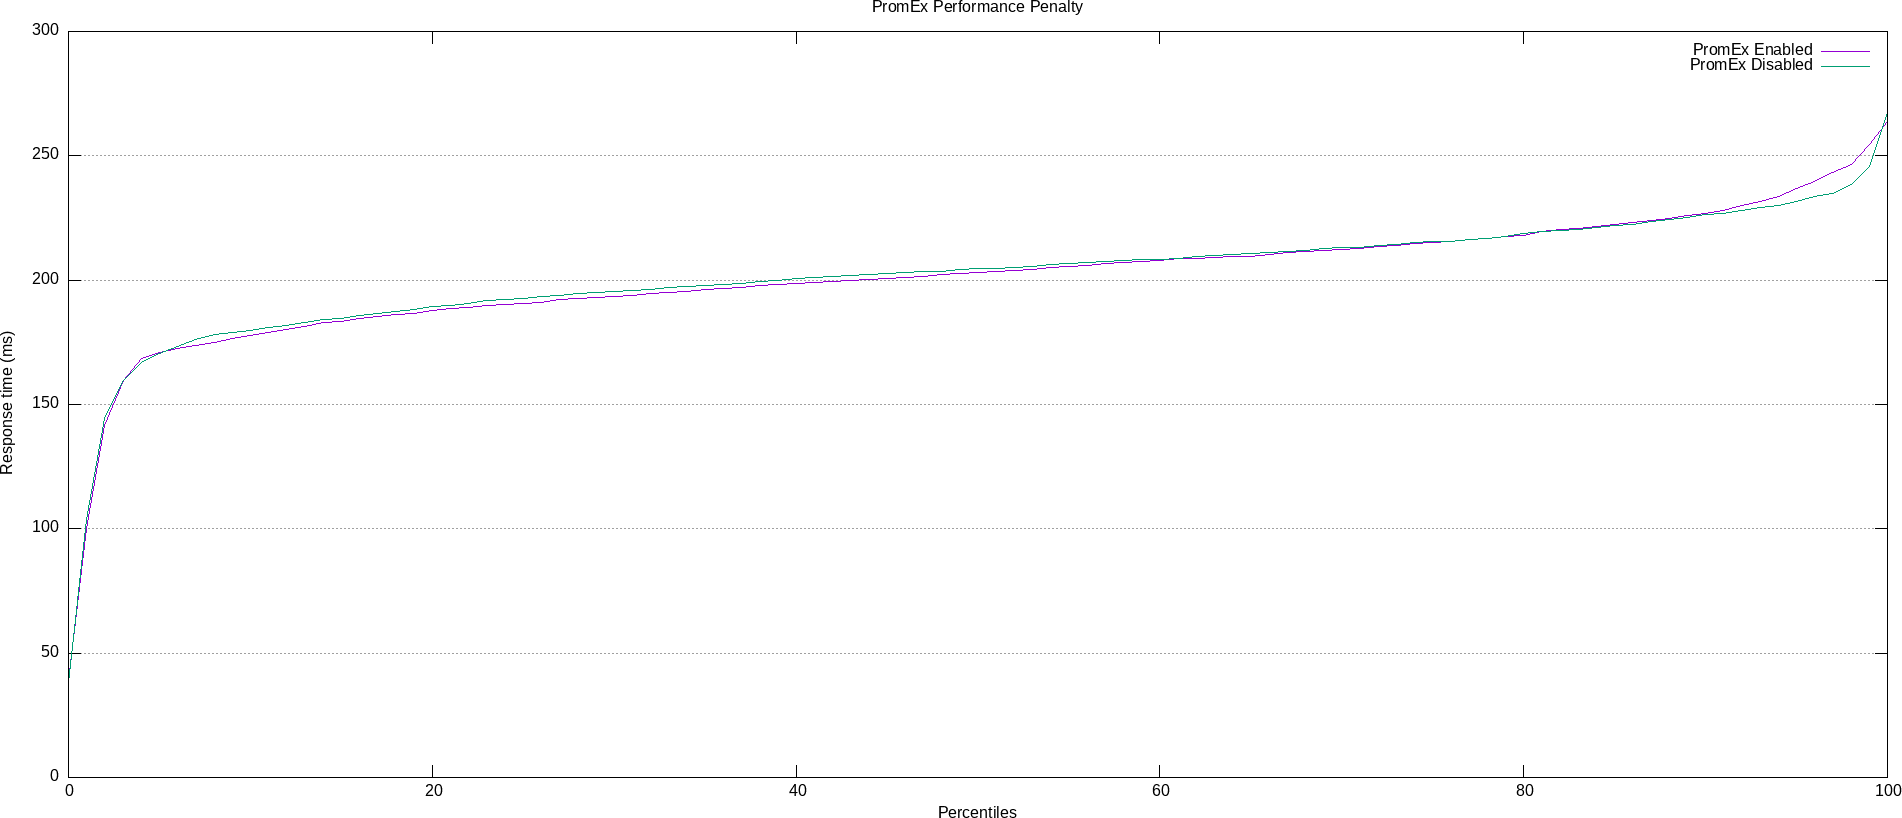 PromEx Performance Penalty
300
PromEx Enabled
PromEx Disabled
250
200
150
100
50
0
Response time (ms)
0 20 40 60 80 100
Percentiles